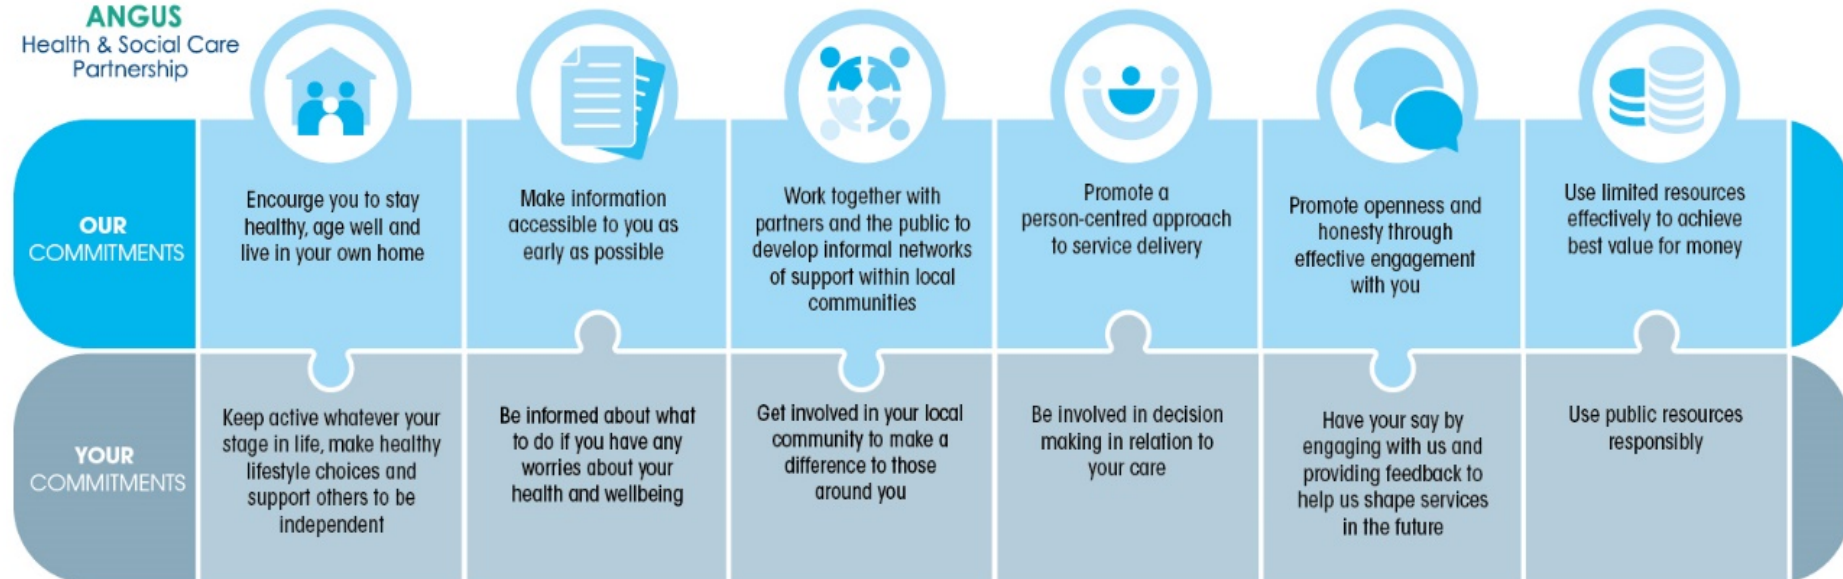 ANGUS
Health & Social Care
Partnership
OUR
COMMITMENTS
Encourge you to stay
healthy, age well and
live in your own home
Make information
accessible to you as
early as possible
Work together with
partners and the public to
develop informal networks
of support within local
communities
Promote a
person-centred approach
to service delivery
Promote openness and
honesty through
effective engagement
with you
Use limited resources
effectively to achieve
best value for money
YOUR
COMMITMENTS
Keep active whatever your
stage in life, make healthy
lifestyle choices and
support others to be
independent
Be informed about what
to do if you have any
worries about your
health and wellbeing
Get involved in your local
community to make a
difference to those
around you
Be involved in decision
making in relation to
your care
Have your say by
engaging with us and
providing feedback to
help us shape services
in the future
Use public resources
responsibly